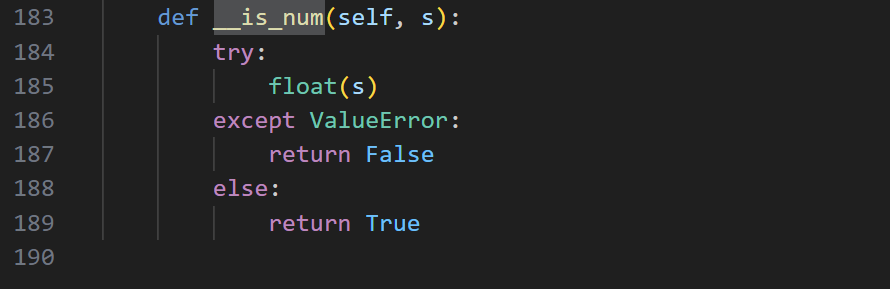 183 def __is_num(self, s):
184 try:
185 float(s)
186 except ValueError:
187 return False
188 else:
189 return True
190